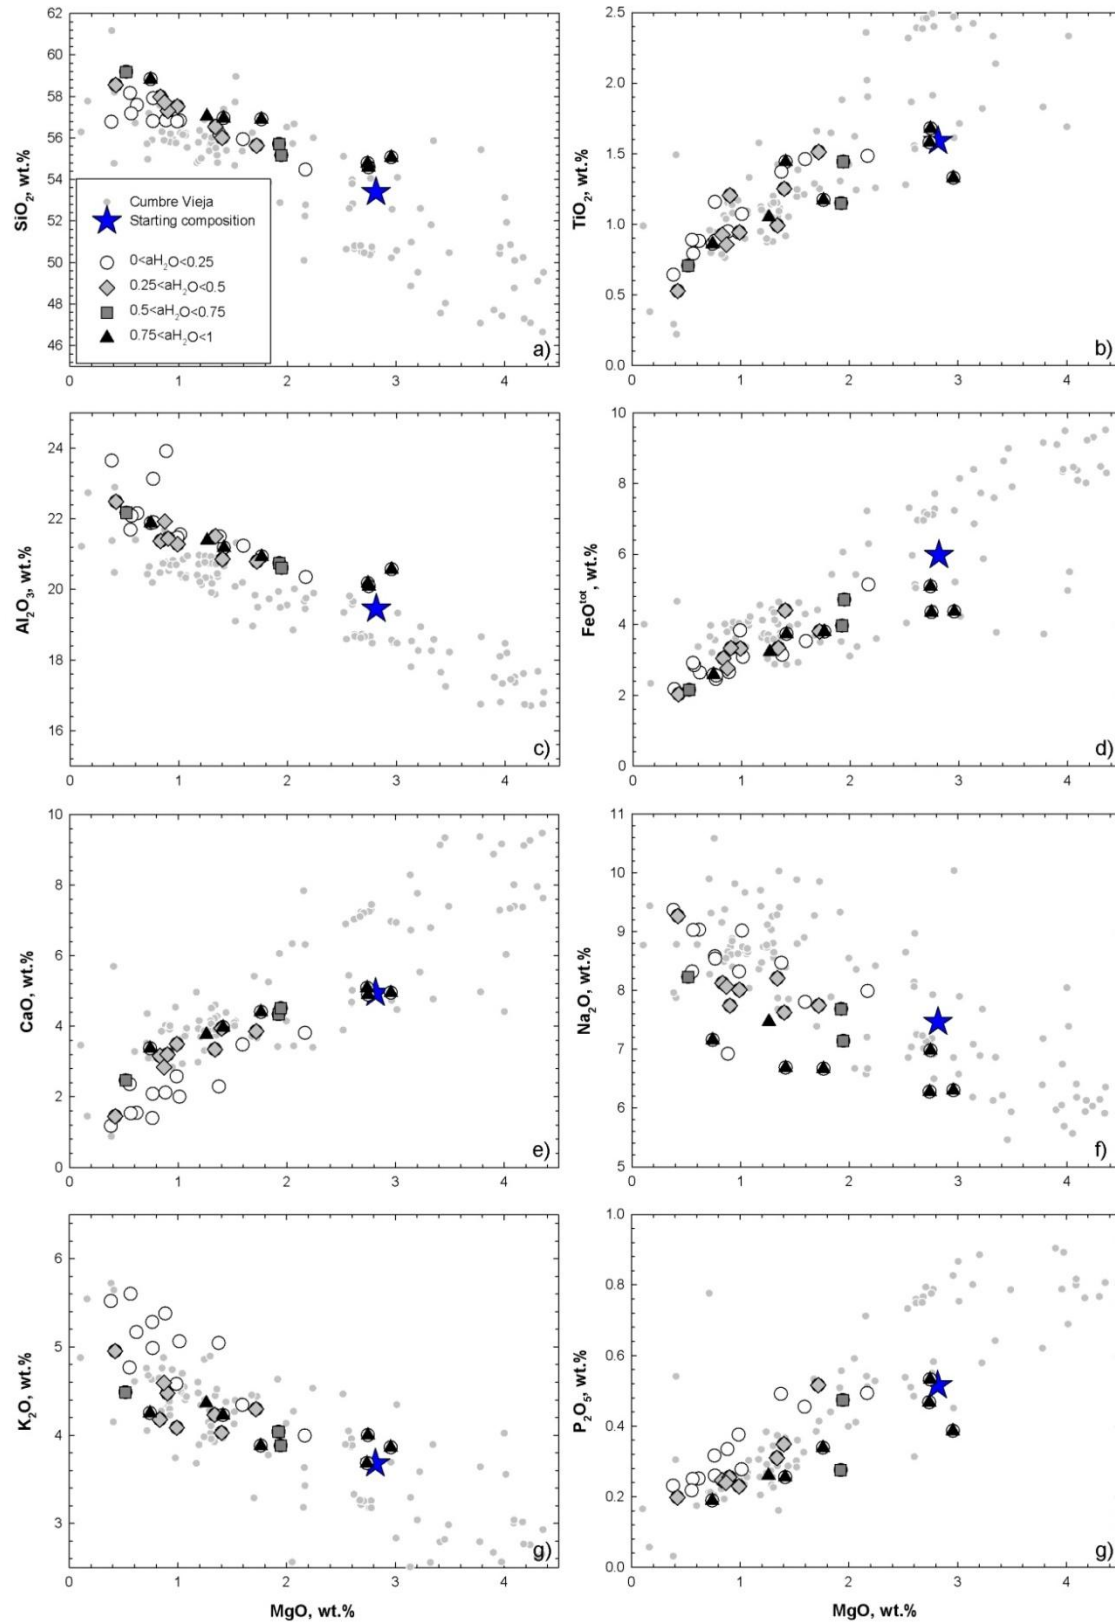 62
60
58
56
54
52
50
48
46
SiO2, wt.%
Cumbre Vieja
Starting composition
0<aH2O<0.25
0.25<aH2O<0.5
0.5<aH2O<0.75
0.75<aH2O<1
a)
0 1 2 3 4
2.5
2.0
1.5
1.0
0.5
0.0
TiO2, wt.%
b)
0 1 2 3 4
24
22
20
18
16
Al2O3, wt.%
c)
0 1 2 3 4
10
8
6
4
2
0
FeOtot, wt.%
d)
0 1 2 3 4
10
8
6
4
2
0
CaO, wt.%
e)
0 1 2 3 4
11
10
9
8
7
6
5
Na2O, wt.%
f)
0 1 2 3 4
6
5
4
3
K2O, wt.%
g)
0 1 2 3 4
MgO, wt.%
1.0
0.8
0.6
0.4
0.2
0.0
P2O5, wt.%
g)
0 1 2 3 4
MgO, wt.%